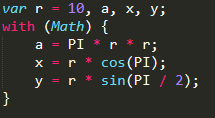 var r = 10, a, x, y;
with (Math) {
    a = PI * r * r;
    x = r * cos(PI);
    y = r * sin(PI / 2);
}